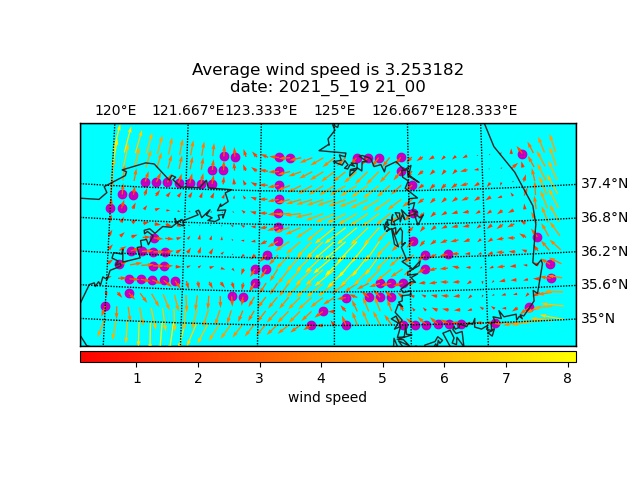 Average wind speed is 3.253182
date: 2021_5_19 21_00
120°E 121.667°E 123.333°E 125°E 126.667°E 128.333°E
37.4°N
36.8°N
36.2°N
35.6°N
35°N
1 2 3 4 5 6 7 8
wind speed